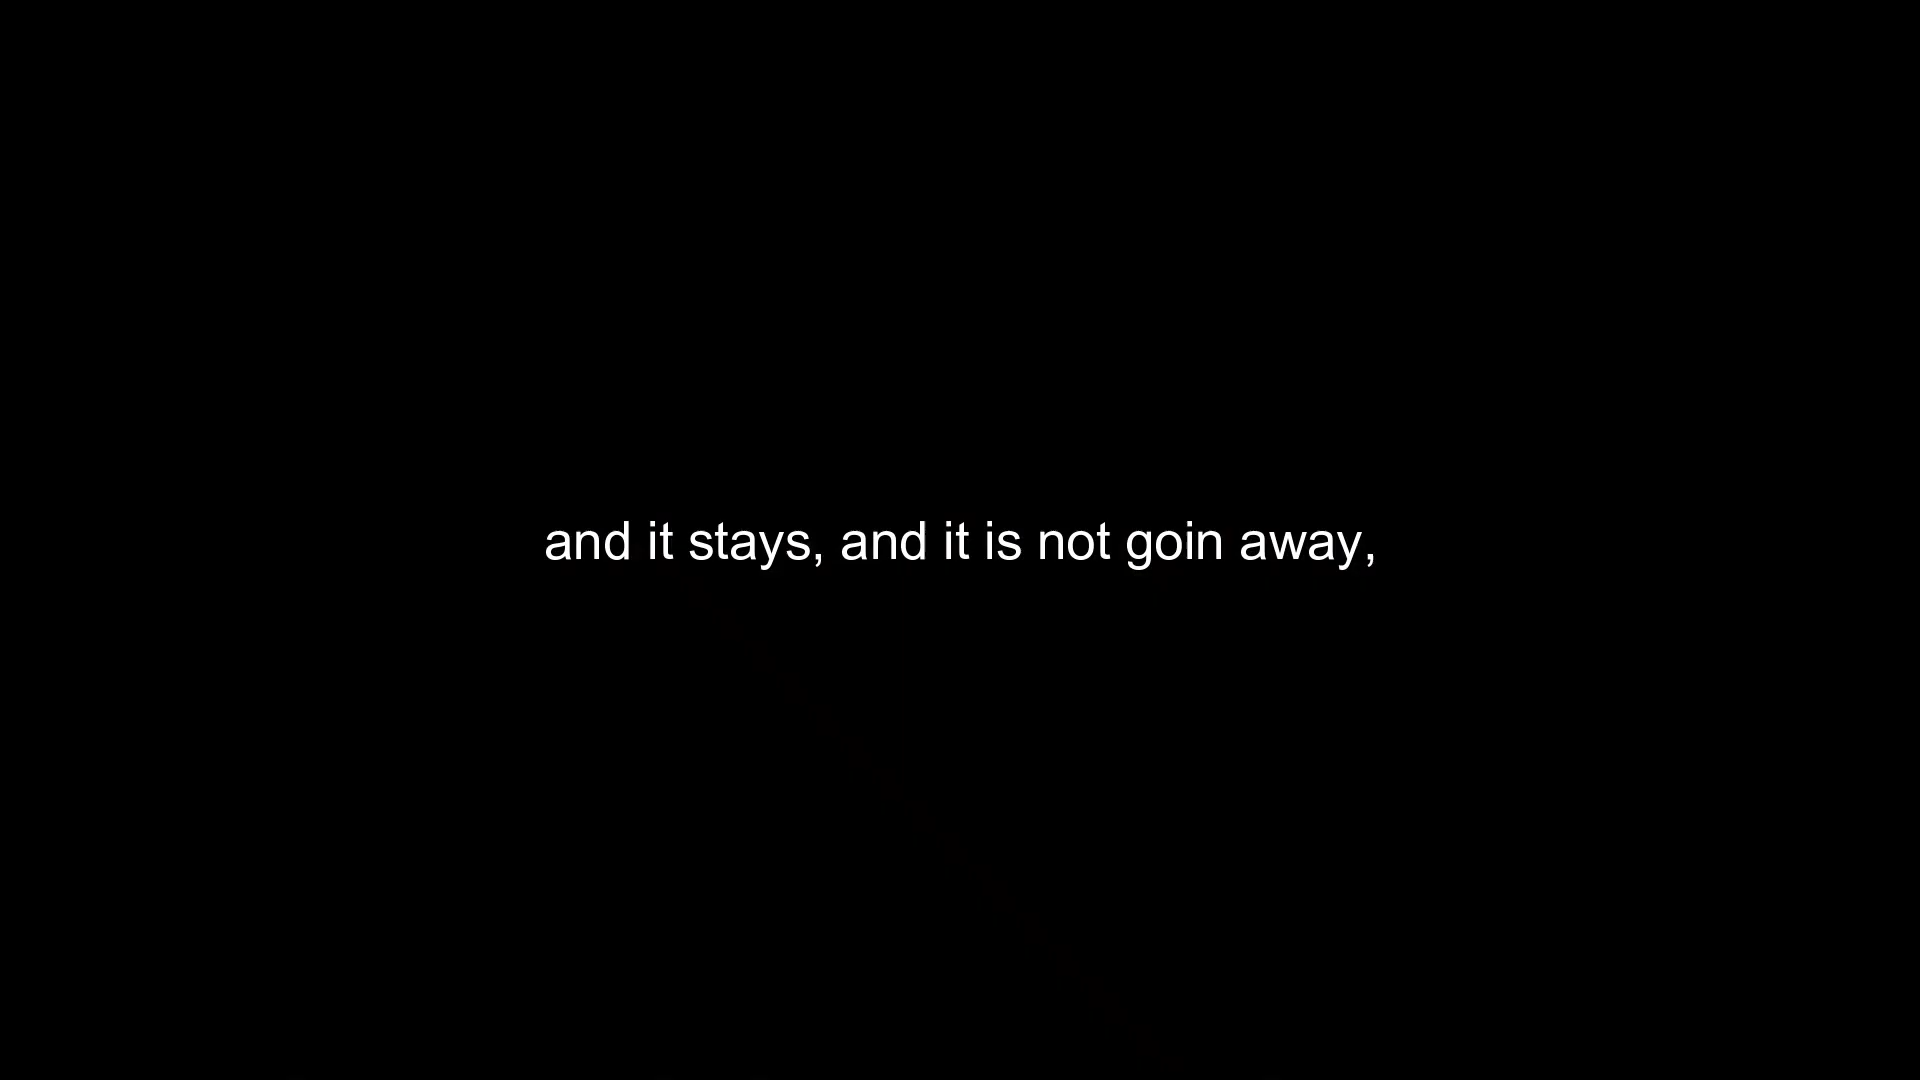 and it stays, and it is not goin away,